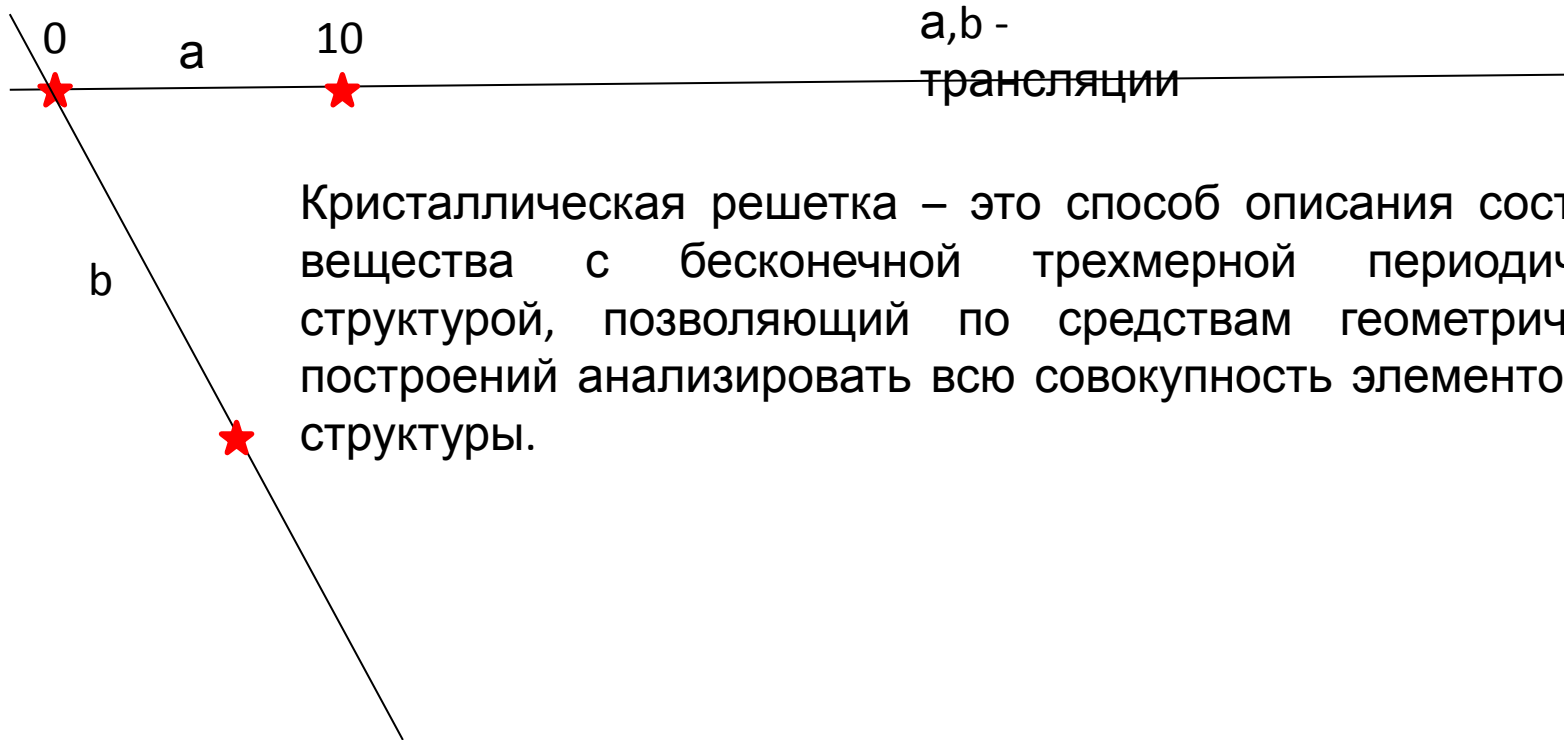 0
a
10
a,b -
трансляции
Кристаллическая решетка – это способ описания сост
вещества с бесконечной трехмерной периодич
структурой, позволяющий по средствам геометрич
построений анализировать всю совокупность элементо
структуры.
b